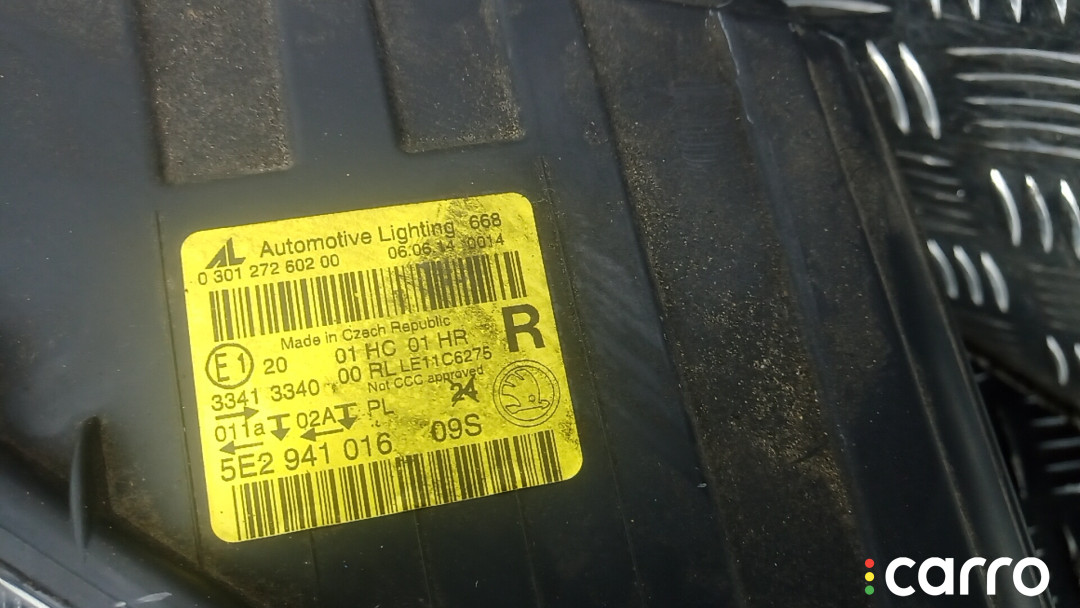 AL Automotive Lighting 668
0 301 272 602 00 06.06.14 0014
Made in Czech Republic
R
E1 20 01 HC 01 HR
3341 3340 00 RL LE11C6275
Not CCC approved
24
011a 02A PL
5E2 941 016 09S
carro